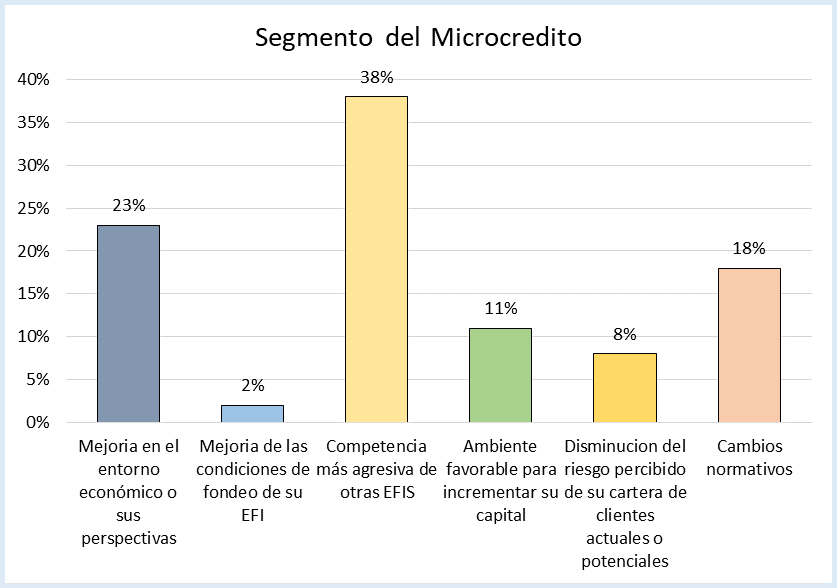 Segmento del Microcredito
40%
35%
30%
25%
20%
15%
10%
5%
0%
23%
2%
38%
11%
8%
18%
Mejoria en el
entorno
económico o
sus
perspectivas
Mejoria de las
condiciones de
fondeo de su
EFI
Competencia
más agresiva de
otras EFIS
Ambiente
favorable para
incrementar su
capital
Disminucion del
riesgo percibido
de su cartera de
clientes
actuales o
potenciales
Cambios
normativos